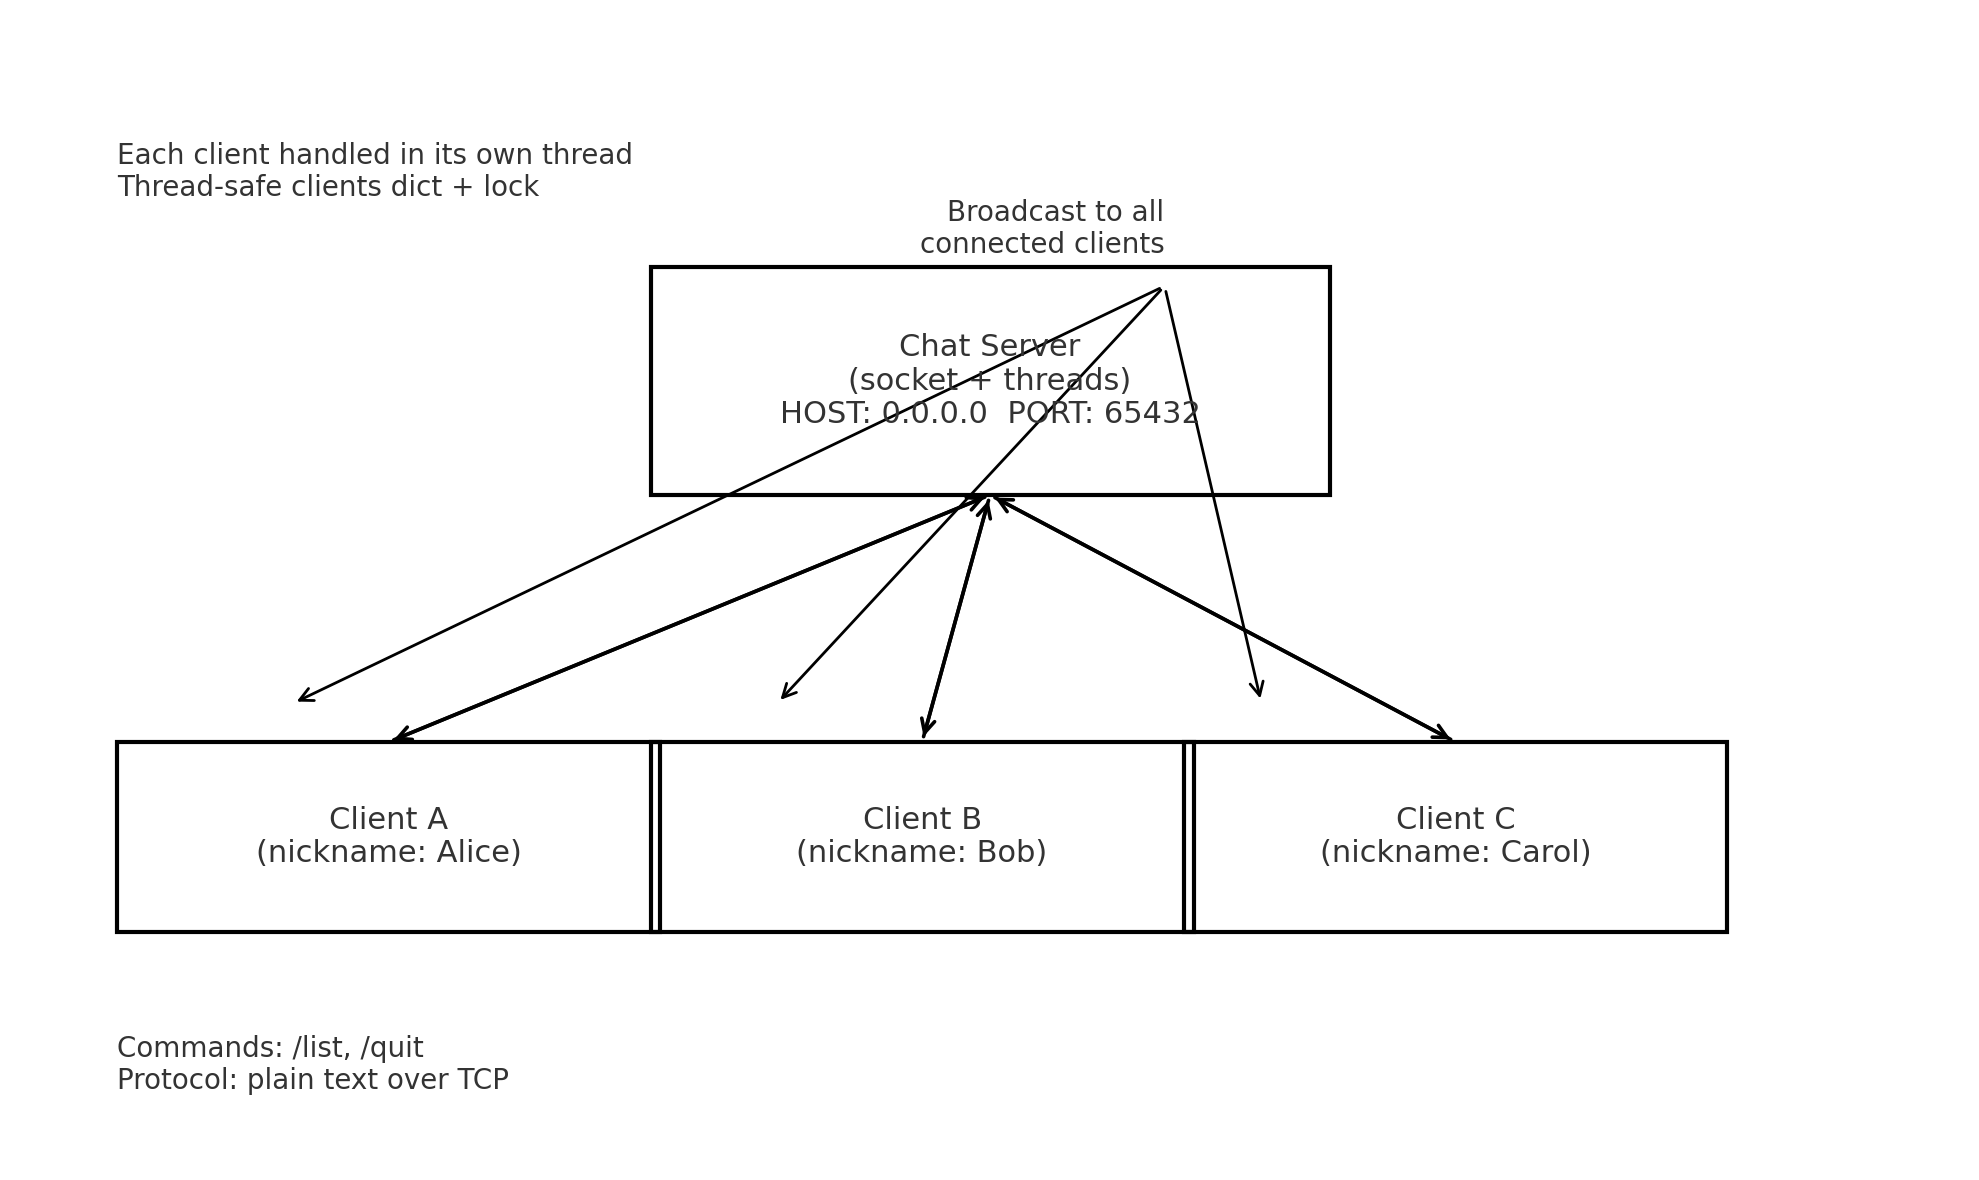 Each client handled in its own thread
Thread-safe clients dict + lock
Broadcast to all
connected clients
Chat Server
(socket + threads)
HOST: 0.0.0.0  PORT: 65432
Client A
(nickname: Alice)
Client B
(nickname: Bob)
Client C
(nickname: Carol)
Commands: /list, /quit
Protocol: plain text over TCP